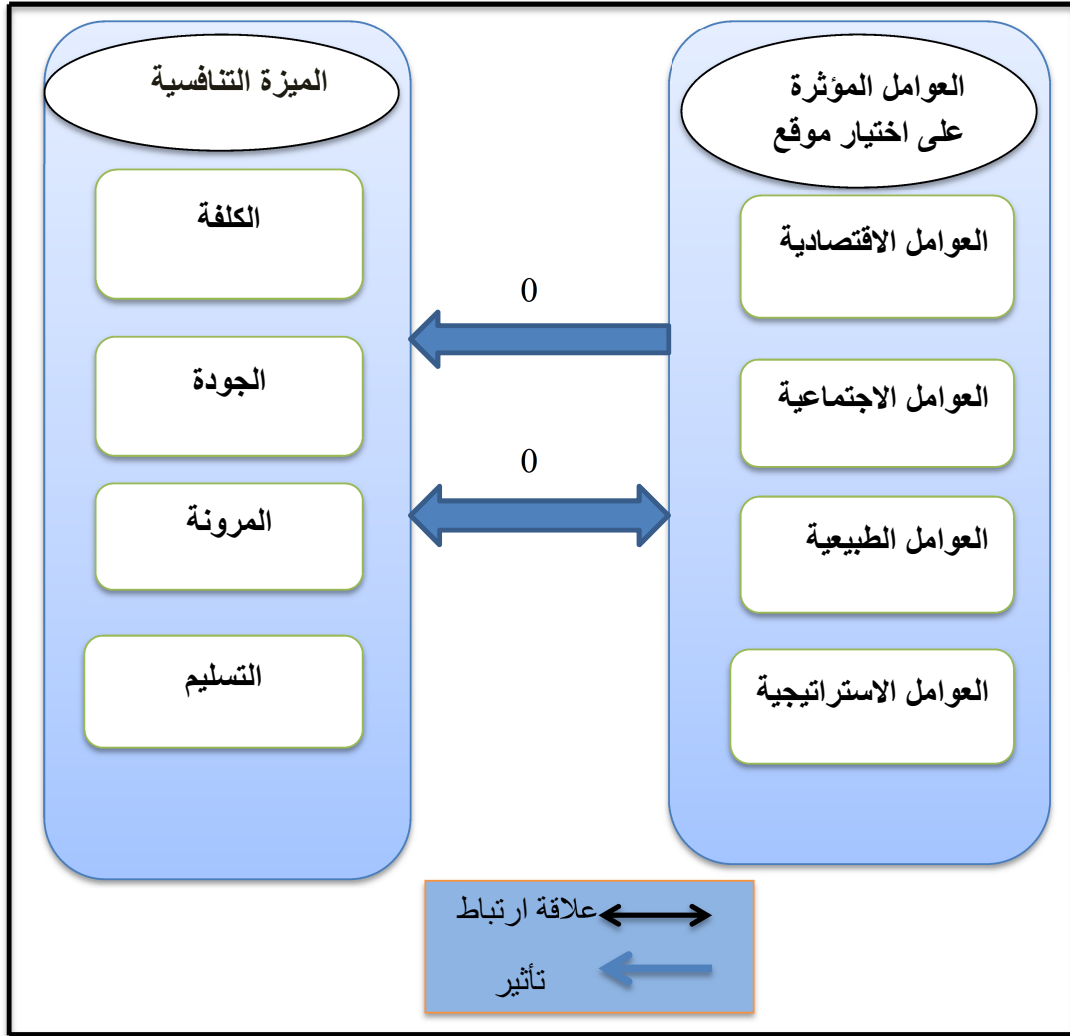 العوامل المؤثرة
على اختيار موقع
العوامل الاقتصادية
العوامل الاجتماعية
العوامل الطبيعية
العوامل الاستراتيجية
0
0
الميزة التنافسية
الكلفة
الجودة
المرونة
التسليم
علاقة ارتباط
تأثير